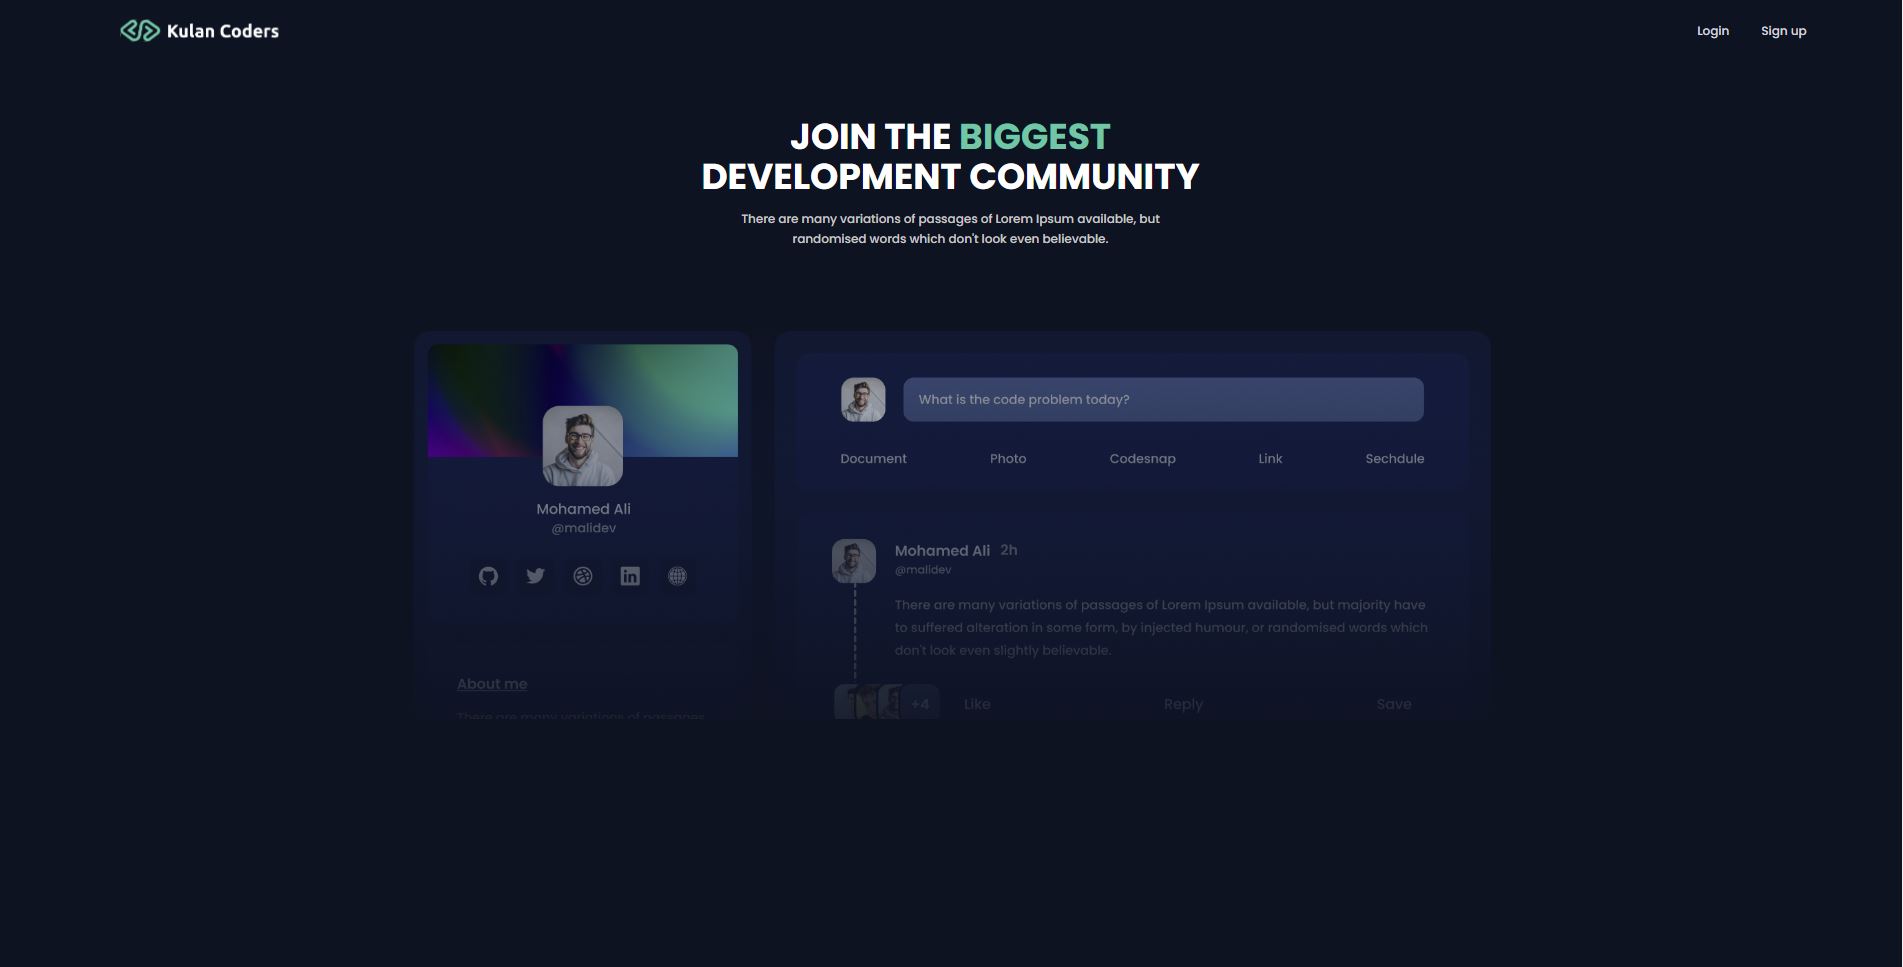 Kulan Coders
Login
Sign up
JOIN THE BIGGEST
DEVELOPMENT COMMUNITY
There are many variations of passages of Lorem Ipsum available, but
randomised words which don't look even believable.
Mohamed Ali
@malidev
About me
There are many variations of passages
What is the code problem today?
Document
Photo
Codesnap
Link
Sechdule
Mohamed Ali 2h
@malidev
There are many variations of passages of Lorem Ipsum available, but majority have
to suffered alteration in some form, by injected humour, or randomised words which
don't look even slightly believable.
+4
Like
Reply
Save